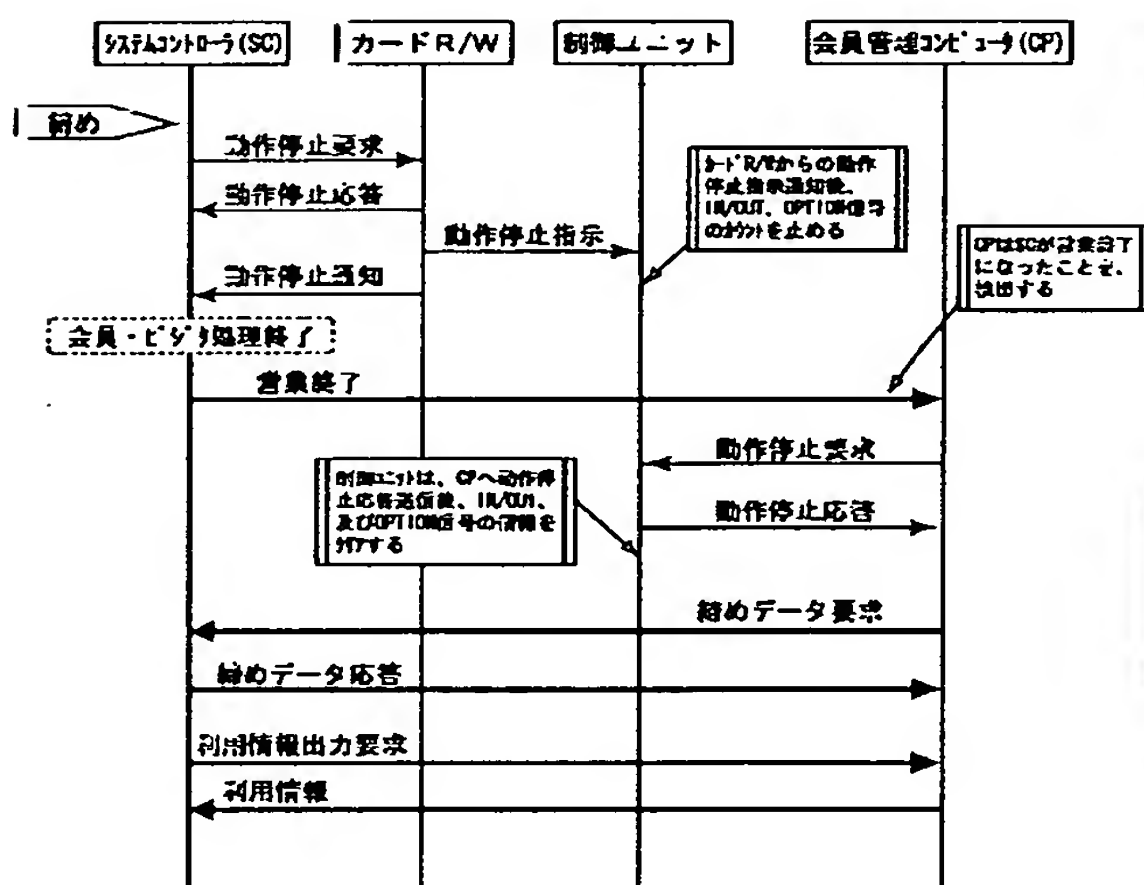 システムコントローラ(SC)
カードR/W
制御ユニット
会員管理コンピュータ(CP)
締め
動作停止要求
動作停止応答
動作停止指示
カードR/Wからの動作
停止指示通知後、
IN/OUT、OPTION信号
のカウントを止める
CPはSCが営業終了
になったことを、
検出する
動作停止通知
会員・ビジタ処理終了
営業終了
動作停止要求
制御ユニットは、CPへ動作停
止応答送信後、IN/OUT、
及びOPTION信号の情報を
クリアする
動作停止応答
締めデータ要求
締めデータ応答
利用情報出力要求
利用情報